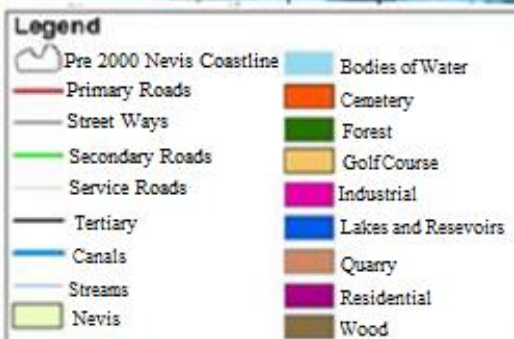 Legend
Pre 2000 Nevis Coastline
Primary Roads
Street Ways
Secondary Roads
Service Roads
Tertiary
Canals
Streams
Nevis
Bodies of Water
Cemetery
Forest
Golf Course
Industrial
Lakes and Resevoirs
Quarry
Residential
Wood